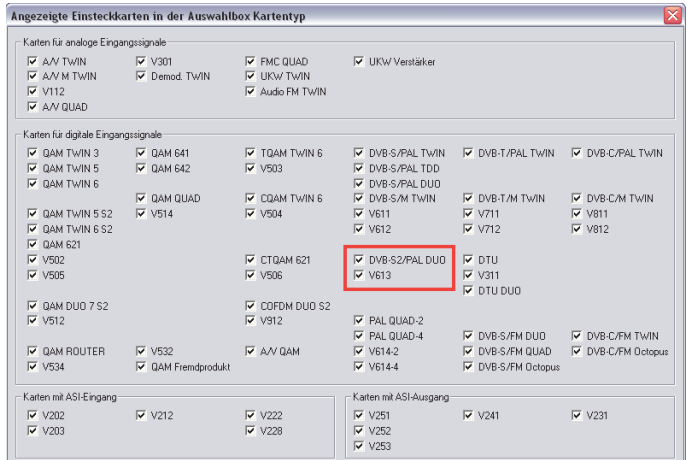 Angezeigte Einsteckkarten in der Auswahlbox Kartentyp
Karten für analoge Eingangssignale
A/V TWIN V301 FMC QUAD UKW Verstärker
A/V M TWIN Demod. TWIN UKW TWIN
V112 Audio FM TWIN
A/V QUAD
Karten für digitale Eingangssignale
QAM TWIN 3 QAM 641 TQAM TWIN 6 DVB-S/PAL TWIN DVB-T/PAL TWIN DVB-C/PAL TWIN
QAM TWIN 5 QAM 642 V503 DVB-S/PAL TDD
QAM TWIN 6 DVB-S/PAL DUO
QAM QUAD CQAM TWIN 6 DVB-S/M TWIN DVB-T/M TWIN DVB-C/M TWIN
QAM TWIN 5 S2 V514 V504 V611 V711 V811
QAM TWIN 6 S2 V612 V712 V812
QAM 621
V502 CTQAM 621 DVB-S2/PAL DUO DTU
V505 V506 V613 V311
DTU DUO
QAM DUO 7 S2 COFDM DUO S2
V512 V912 PAL QUAD-2
PAL QUAD-4 DVB-S/FM DUO DVB-C/FM TWIN
QAM ROUTER V532 A/V QAM V614-2 DVB-S/FM QUAD DVB-C/FM Octopus
V534 QAM Fremdprodukt V614-4 DVB-S/FM Octopus
Karten mit ASI-Eingang Karten mit ASI-Ausgang
V202 V212 V222 V251 V241 V231
V203 V228 V252
V253